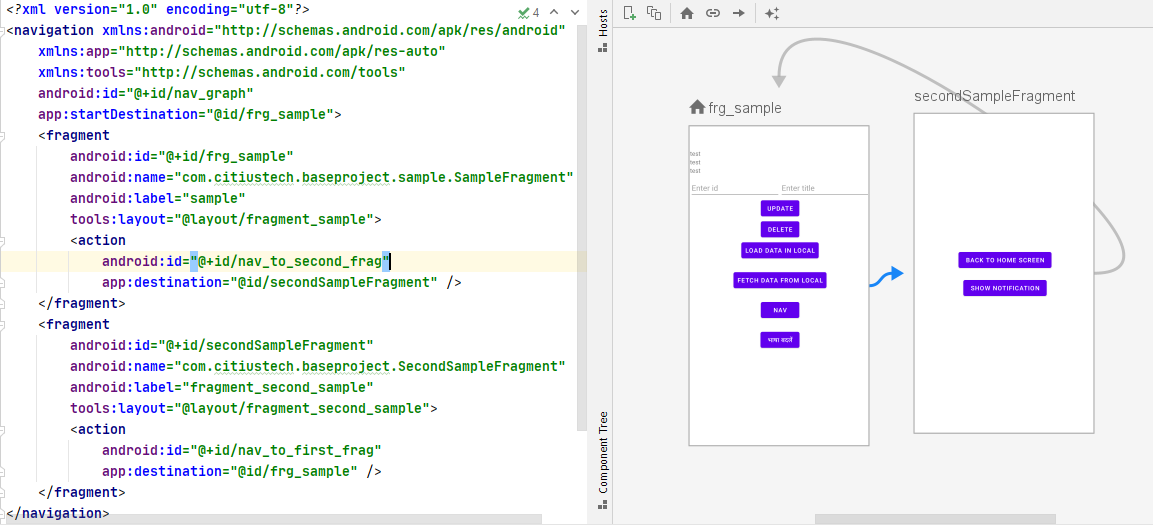 <?xml version="1.0" encoding="utf-8"?>
4
<navigation xmlns:android="http://schemas.android.com/apk/res/android"
xmlns:app="http://schemas.android.com/apk/res-auto"
xmlns:tools="http://schemas.android.com/tools"
android:id="@+id/nav_graph"
app:startDestination="@id/frg_sample">
<fragment
android:id="@+id/frg_sample"
android:name="com.citiustech.baseproject.sample.SampleFragment"
android:label="sample"
tools:layout="@layout/fragment_sample">
<action
android:id="@+id/nav_to_second_frag"
app:destination="@id/secondSampleFragment" />
</fragment>
<fragment
android:id="@+id/secondSampleFragment"
android:name="com.citiustech.baseproject.SecondSampleFragment"
android:label="fragment_second_sample"
tools:layout="@layout/fragment_second_sample">
<action
android:id="@+id/nav_to_first_frag"
app:destination="@id/frg_sample" />
</fragment>
</navigation>
Hosts
Component Tree
frg_sample
test
test
test
Enter id
Enter title
UPDATE
DELETE
LOAD DATA IN LOCAL
FETCH DATA FROM LOCAL
NAV
भाषा बदलें
secondSampleFragment
BACK TO HOME SCREEN
SHOW NOTIFICATION